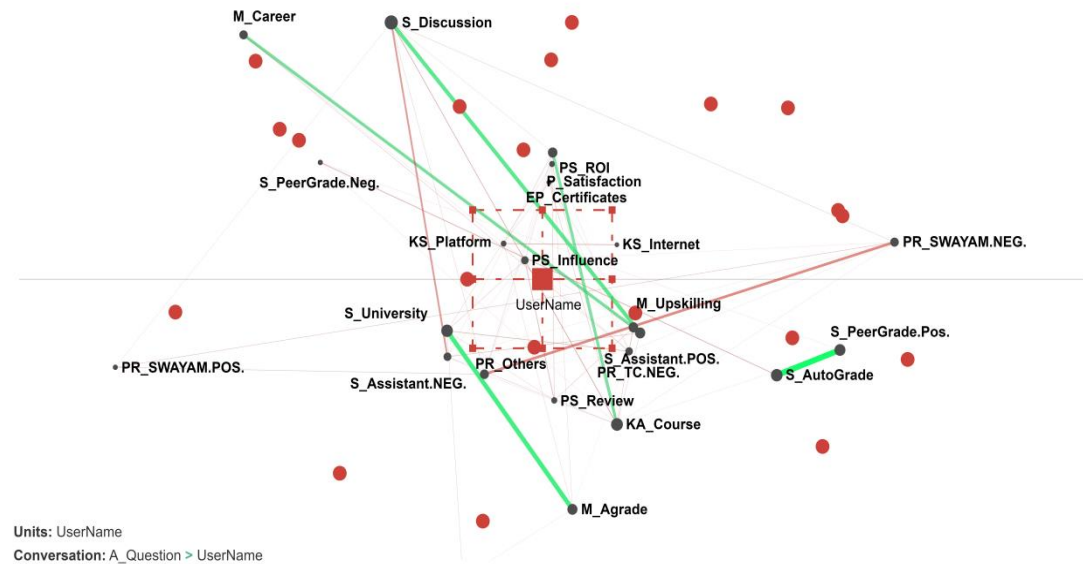 M_Career
S_Discussion
PS_ROI
P_Satisfaction
S_PeerGrade.Neg.
EP_Certificates
KS_Platform
KS_Internet
PR_SWAYAM.NEG.
PS_Influence
UserName
M_Upskilling
S_University
S_PeerGrade.Pos.
S_Assistant.POS.
PR_Others
PR_SWAYAM.POS.
PR_TC.NEG.
S_AutoGrade
S_Assistant.NEG.
PS_Review
KA_Course
M_Agrade
Units: UserName
Conversation: A_Question > UserName